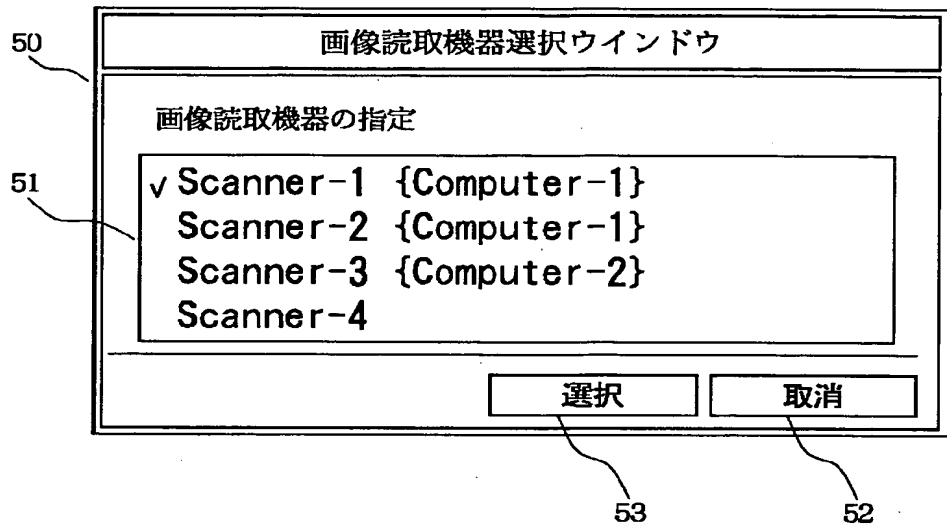 50
画像読取機器選択ウインドウ
画像読取機器の指定
51
✓ Scanner-1 {Computer-1}
Scanner-2 {Computer-1}
Scanner-3 {Computer-2}
Scanner-4
選択 取消
53 52